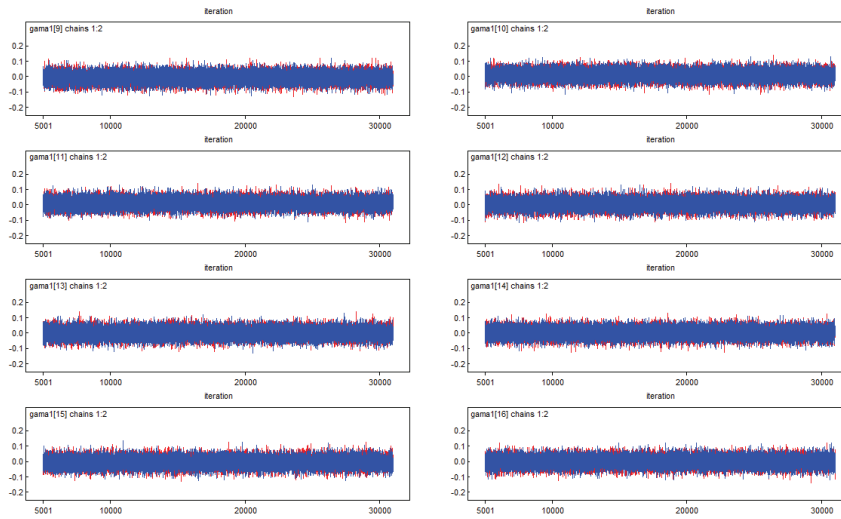 iteration iteration
gama1[9] chains 1:2 gama1[10] chains 1:2
0.2 0.2
0.1 0.1
0.0 0.0
-0.1 -0.1
-0.2 -0.2
5001 10000 20000 30000 5001 10000 20000 30000
iteration iteration
gama1[11] chains 1:2 gama1[12] chains 1:2
0.2 0.2
0.1 0.1
0.0 0.0
-0.1 -0.1
-0.2 -0.2
5001 10000 20000 30000 5001 10000 20000 30000
iteration iteration
gama1[13] chains 1:2 gama1[14] chains 1:2
0.2 0.2
0.1 0.1
0.0 0.0
-0.1 -0.1
-0.2 -0.2
5001 10000 20000 30000 5001 10000 20000 30000
iteration iteration
gama1[15] chains 1:2 gama1[16] chains 1:2
0.2 0.2
0.1 0.1
0.0 0.0
-0.1 -0.1
-0.2 -0.2
5001 10000 20000 30000 5001 10000 20000 30000